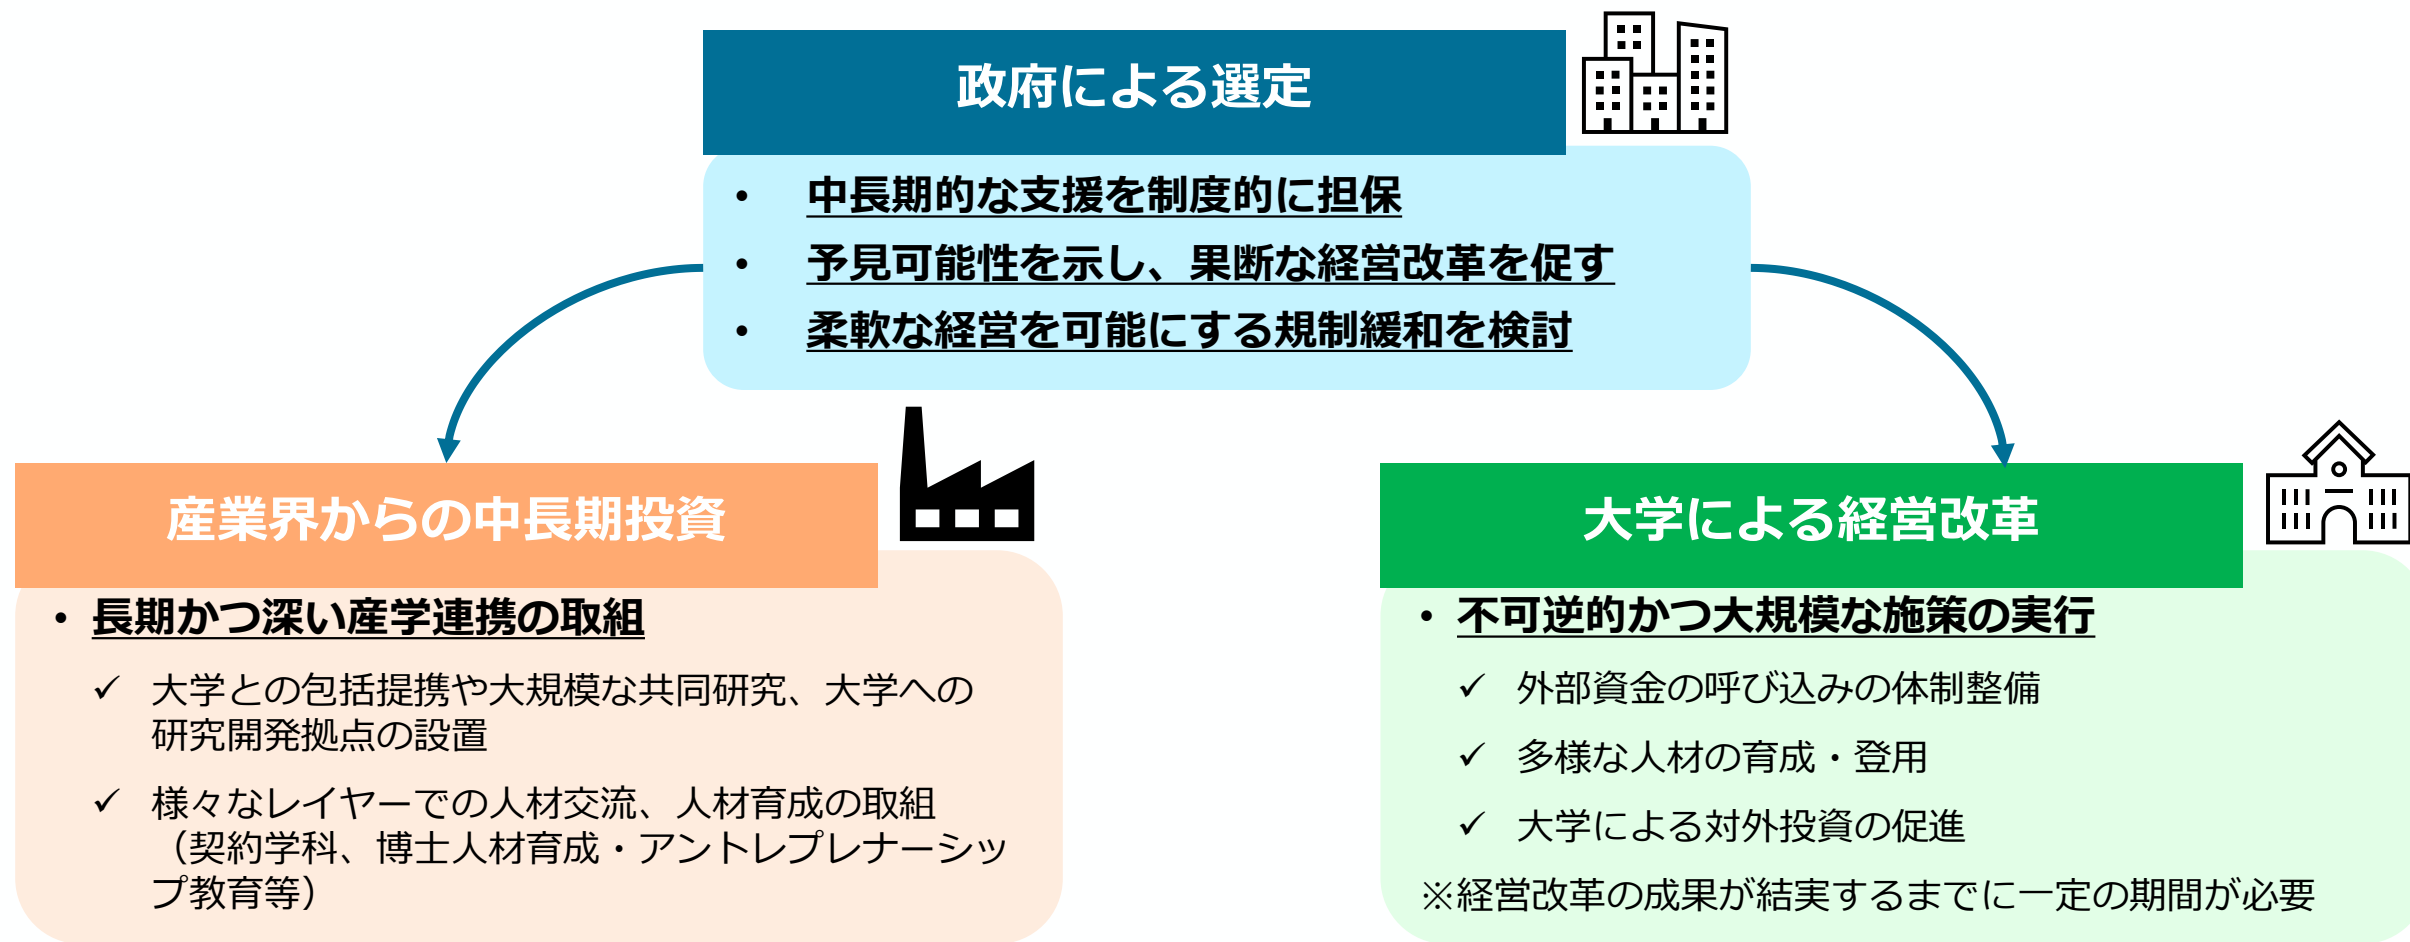 政府による選定
• 中長期的な支援を制度的に担保
• 予見可能性を示し、果断な経営改革を促す
• 柔軟な経営を可能にする規制緩和を検討
産業界からの中長期投資
• 長期かつ深い産学連携の取組
✓ 大学との包括提携や大規模な共同研究、大学への
研究開発拠点の設置
✓ 様々なレイヤーでの人材交流、人材育成の取組
（契約学科、博士人材育成・アントレプレナーシッ
プ教育等）
大学による経営改革
• 不可逆的かつ大規模な施策の実行
✓ 外部資金の呼び込みの体制整備
✓ 多様な人材の育成・登用
✓ 大学による対外投資の促進
※経営改革の成果が結実するまでに一定の期間が必要